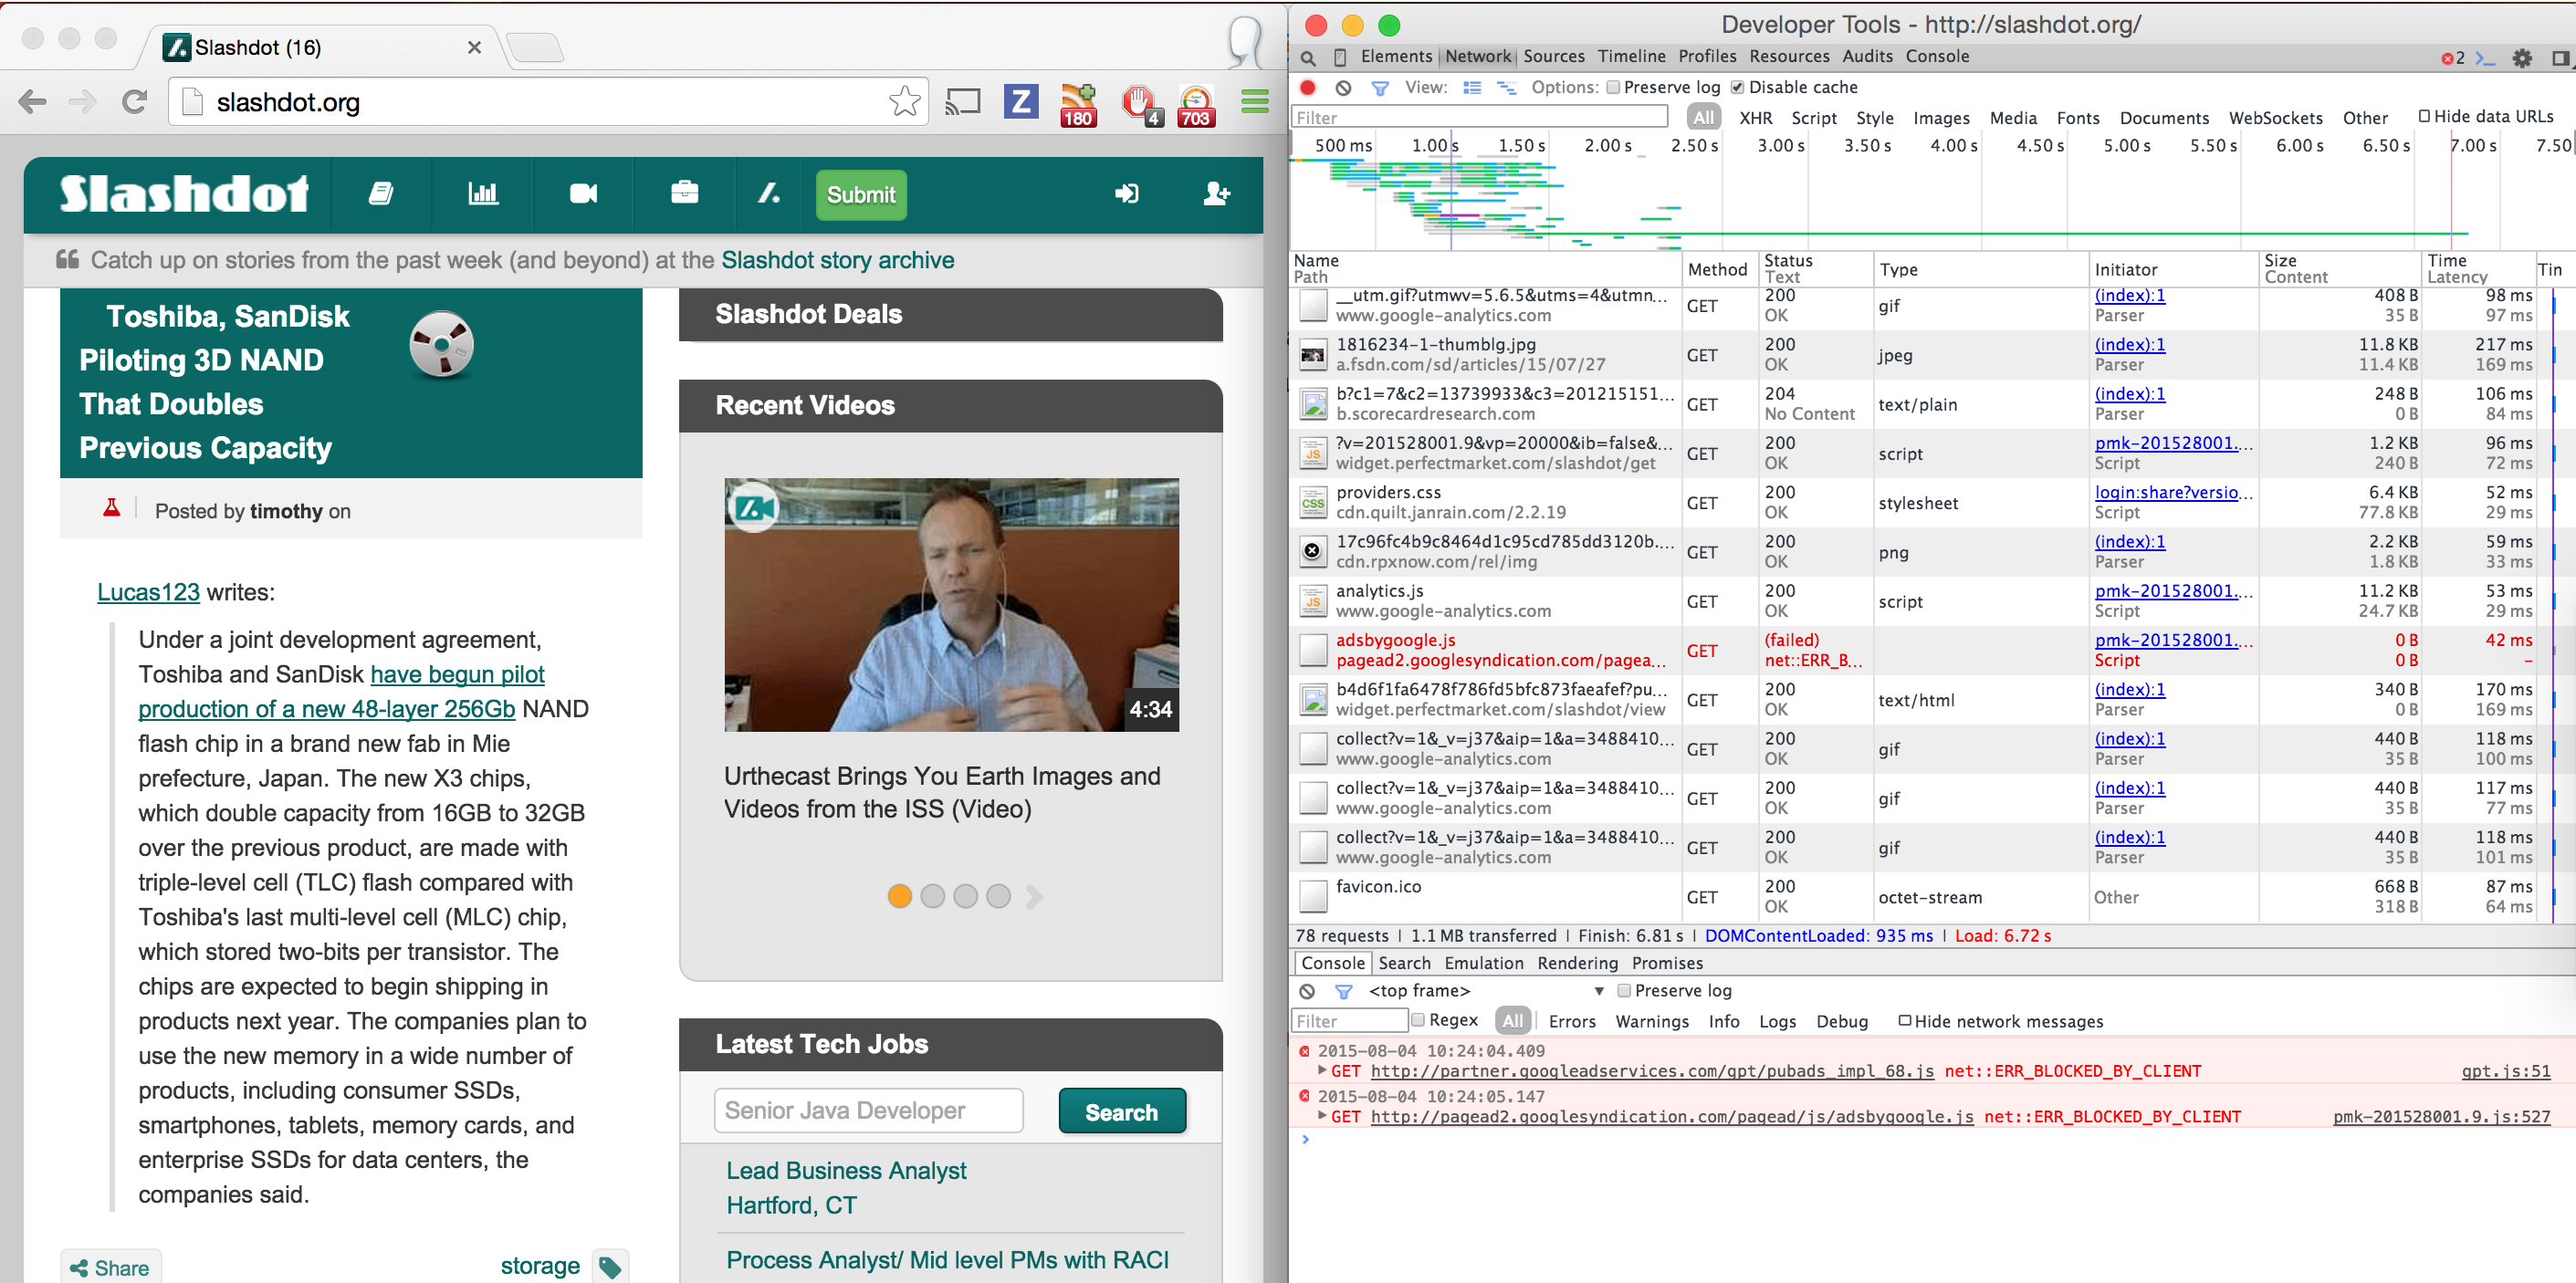 Slashdot (16)
slashdot.org
Z
180
4
703
Slashdot
Submit
Catch up on stories from the past week (and beyond) at the Slashdot story archive
Toshiba, SanDisk
Piloting 3D NAND
That Doubles
Previous Capacity
Posted by timothy on
Lucas123 writes:
Under a joint development agreement,
Toshiba and SanDisk have begun pilot
production of a new 48-layer 256Gb NAND
flash chip in a brand new fab in Mie
prefecture, Japan. The new X3 chips,
which double capacity from 16GB to 32GB
over the previous product, are made with
triple-level cell (TLC) flash compared with
Toshiba's last multi-level cell (MLC) chip,
which stored two-bits per transistor. The
chips are expected to begin shipping in
products next year. The companies plan to
use the new memory in a wide number of
products, including consumer SSDs,
smartphones, tablets, memory cards, and
enterprise SSDs for data centers, the
companies said.
Share
storage
Slashdot Deals
Recent Videos
4:34
Urthecast Brings You Earth Images and
Videos from the ISS (Video)
Latest Tech Jobs
Senior Java Developer
Search
Lead Business Analyst
Hartford, CT
Process Analyst/ Mid level PMs with RACI
Developer Tools - http://slashdot.org/
Elements Network Sources Timeline Profiles Resources Audits Console
2
View: Options: Preserve log Disable cache
Filter
All XHR Script Style Images Media Fonts Documents WebSockets Other Hide data URLs
500 ms 1.00 s 1.50 s 2.00 s 2.50 s 3.00 s 3.50 s 4.00 s 4.50 s 5.00 s 5.50 s 6.00 s 6.50 s 7.00 s 7.50
Name Method Status Type Initiator Size Time Tin
Path Text Content Latency
__utm.gif?utmwv=5.6.5&utms=4&utmn... GET 200 gif (index):1 408 B 98 ms
www.google-analytics.com OK Parser 35 B 97 ms
1816234-1-thumblg.jpg GET 200 jpeg (index):1 11.8 KB 217 ms
a.fsdn.com/sd/articles/15/07/27 OK Parser 11.4 KB 169 ms
b?c1=7&c2=13739933&c3=201215151... GET 204 text/plain (index):1 248 B 106 ms
b.scorecardresearch.com No Content Parser 0 B 84 ms
?v=201528001.9&vp=20000&ib=false&... GET 200 script pmk-201528001.... 1.2 KB 96 ms
widget.perfectmarket.com/slashdot/get OK Script 240 B 72 ms
providers.css GET 200 stylesheet login:share?versio... 6.4 KB 52 ms
cdn.quilt.janrain.com/2.2.19 OK Script 77.8 KB 29 ms
17c96fc4b9c8464d1c95cd785dd3120b.... GET 200 png (index):1 2.2 KB 59 ms
cdn.rpxnow.com/rel/img OK Parser 1.8 KB 33 ms
analytics.js GET 200 script pmk-201528001.... 11.2 KB 53 ms
www.google-analytics.com OK Script 24.7 KB 29 ms
adsbygoogle.js GET (failed) pmk-201528001.... 0 B 42 ms
pagead2.googlesyndication.com/pagea... net::ERR_B... Script 0 B –
b4d6f1fa6478f786fd5bfc873faeafef?pu... GET 200 text/html (index):1 340 B 170 ms
widget.perfectmarket.com/slashdot/view OK Parser 0 B 169 ms
collect?v=1&_v=j37&aip=1&a=3488410... GET 200 gif (index):1 440 B 118 ms
www.google-analytics.com OK Parser 35 B 100 ms
collect?v=1&_v=j37&aip=1&a=3488410... GET 200 gif (index):1 440 B 117 ms
www.google-analytics.com OK Parser 35 B 77 ms
collect?v=1&_v=j37&aip=1&a=3488410... GET 200 gif (index):1 440 B 118 ms
www.google-analytics.com OK Parser 35 B 101 ms
favicon.ico GET 200 octet-stream Other 668 B 87 ms
OK 318 B 64 ms
78 requests | 1.1 MB transferred | Finish: 6.81 s | DOMContentLoaded: 935 ms | Load: 6.72 s
Console Search Emulation Rendering Promises
<top frame> Preserve log
Filter Regex All Errors Warnings Info Logs Debug Hide network messages
2015-08-04 10:24:04.409
GET http://partner.googleadservices.com/gpt/pubads_impl_68.js net::ERR_BLOCKED_BY_CLIENT gpt.js:51
2015-08-04 10:24:05.147
GET http://pagead2.googlesyndication.com/pagead/js/adsbygoogle.js net::ERR_BLOCKED_BY_CLIENT pmk-201528001.9.js:527